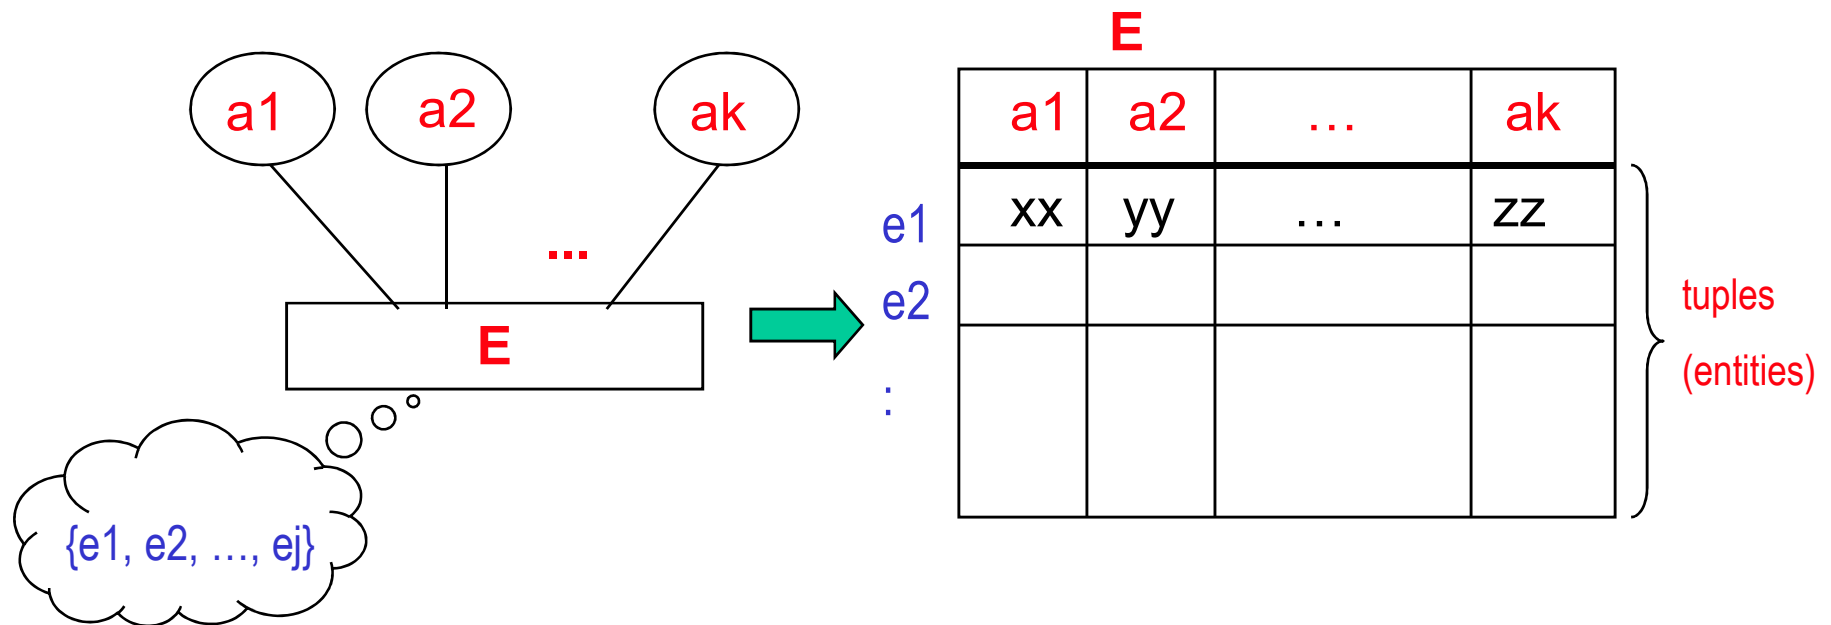 E
a1 a2 ak
a1 a2 … ak
e1 xx yy … zz
...
e2
tuples
E
(entities)
:
{e1, e2, …, ej}